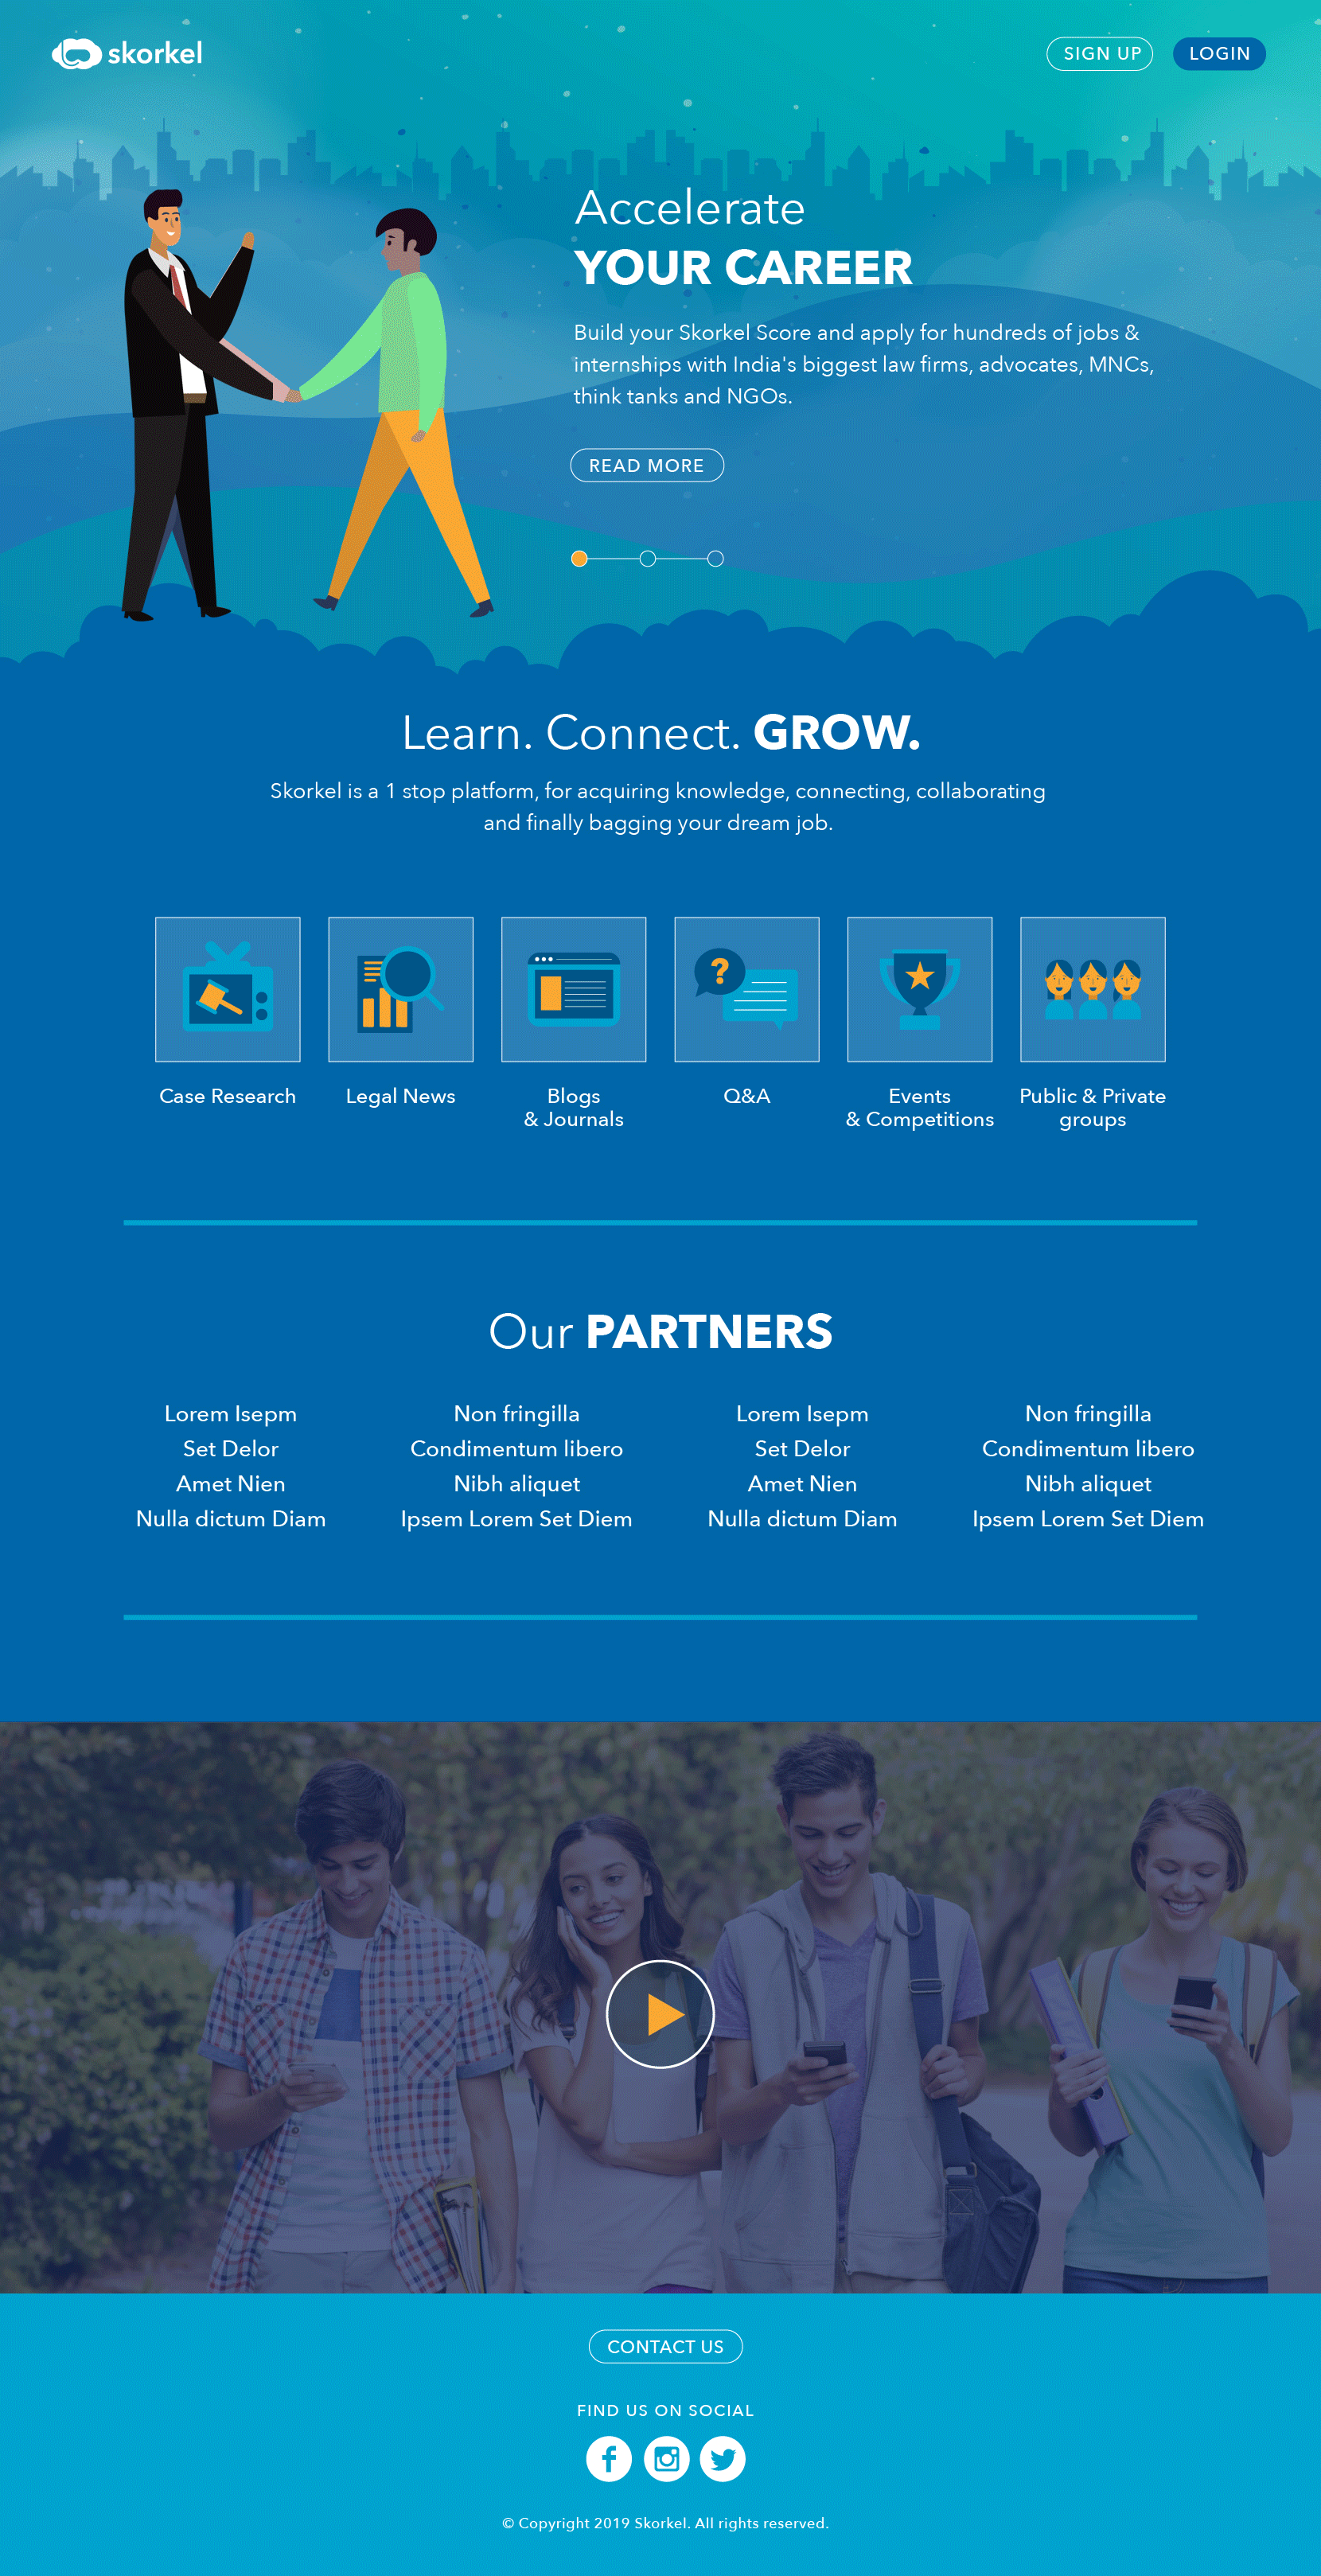 skorkel
SIGN UP
LOGIN
Accelerate
YOUR CAREER
Build your Skorkel Score and apply for hundreds of jobs &
internships with India's biggest law firms, advocates, MNCs,
think tanks and NGOs.
READ MORE
Learn. Connect. GROW.
Skorkel is a 1 stop platform, for acquiring knowledge, connecting, collaborating
and finally bagging your dream job.
?
Case Research
Legal News
Blogs
& Journals
Q&A
Events
& Competitions
Public & Private
groups
Our PARTNERS
Lorem Isepm
Set Delor
Amet Nien
Nulla dictum Diam
Non fringilla
Condimentum libero
Nibh aliquet
Ipsem Lorem Set Diem
Lorem Isepm
Set Delor
Amet Nien
Nulla dictum Diam
Non fringilla
Condimentum libero
Nibh aliquet
Ipsem Lorem Set Diem
CONTACT US
FIND US ON SOCIAL
© Copyright 2019 Skorkel. All rights reserved.